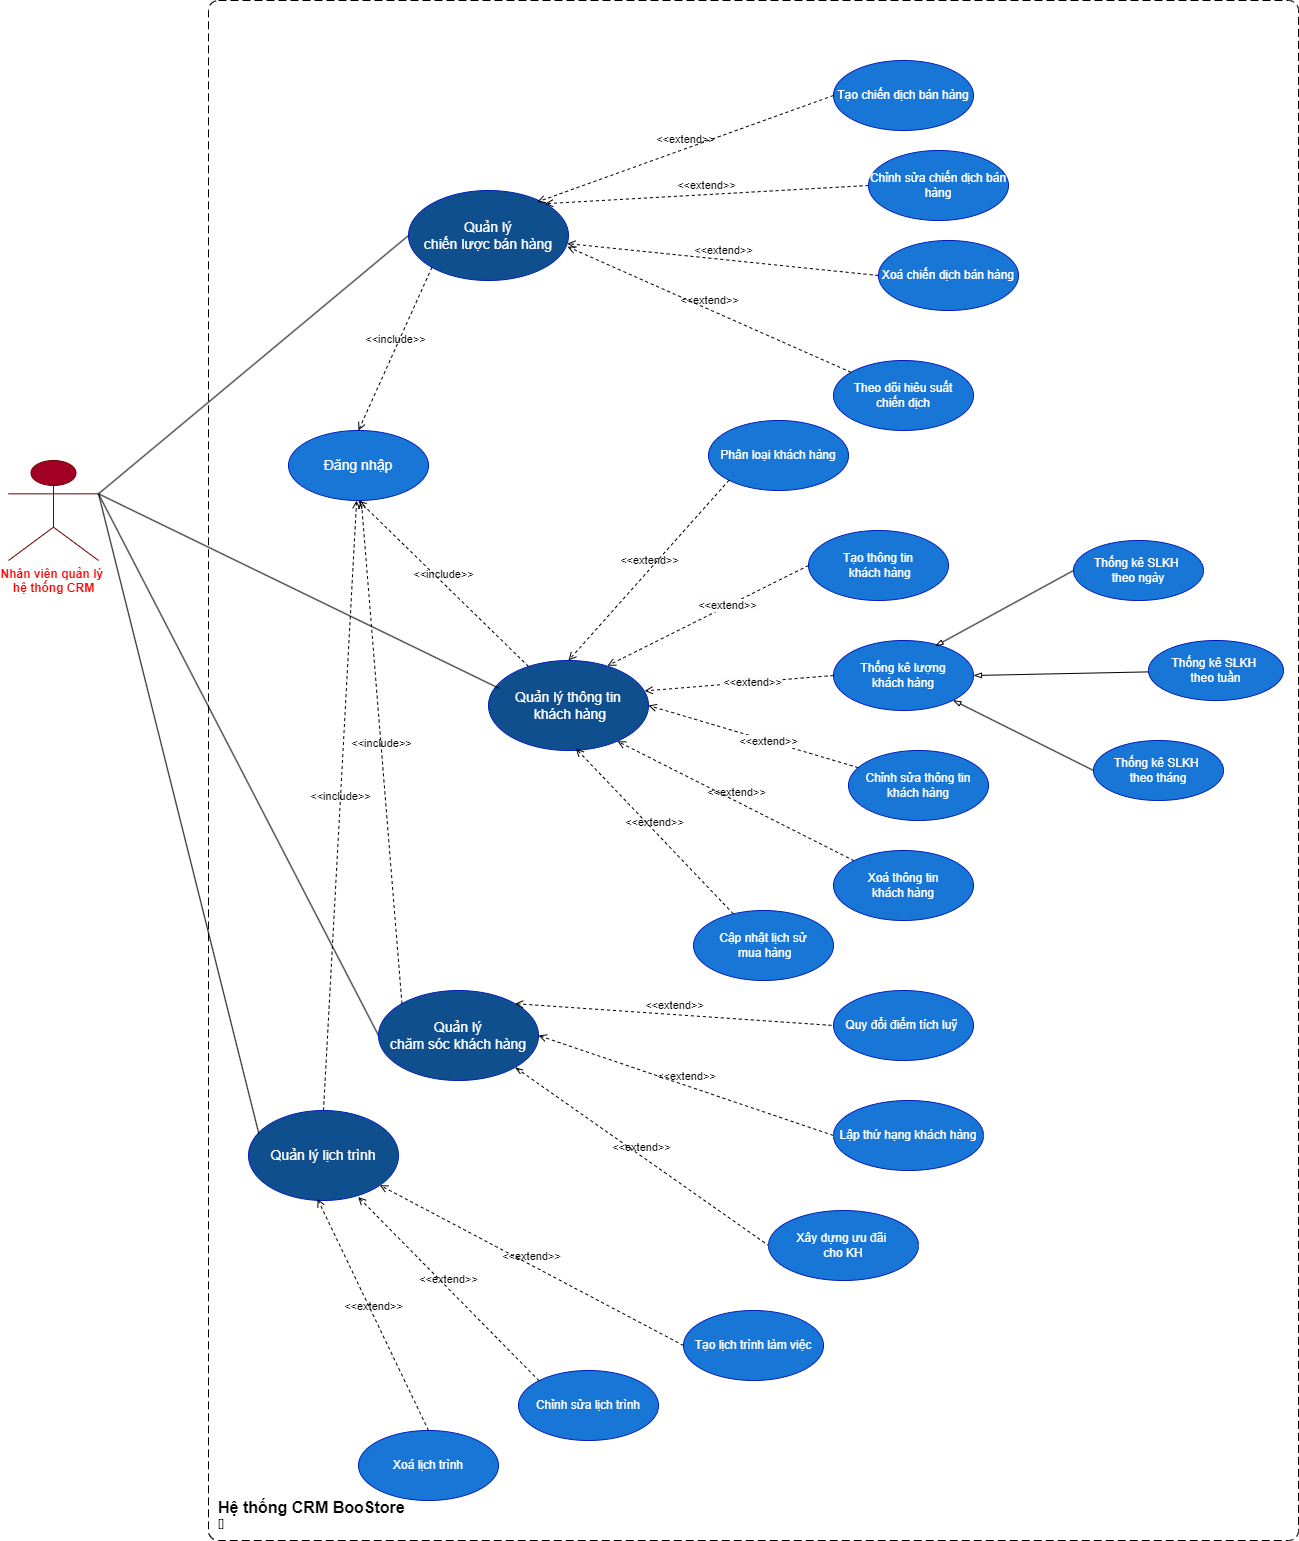 Tạo chiến dịch bán hàng
<<extend>>
Chỉnh sửa chiến dịch bán
hàng
<<extend>>
Quản lý
chiến lược bán hàng
<<extend>>
Xoá chiến dịch bán hàng
<<extend>>
<<include>>
Theo dõi hiêu suất
chiến dịch
Đăng nhập
Phân loại khách hàng
Nhân viên quản lý
hệ thống CRM
<<include>>
<<extend>>
Tạo thông tin
khách hàng
<<extend>>
Thống kê SLKH
theo ngày
Thống kê lượng
khách hàng
<<extend>>
Thống kê SLKH
theo tuần
Quản lý thông tin
khách hàng
<<include>>
<<extend>>
Chỉnh sửa thông tin
khách hàng
Thống kê SLKH
theo tháng
<<include>>
<<extend>>
<<extend>>
Xoá thông tin
khách hàng
Cập nhật lịch sử
mua hàng
<<extend>>
Quản lý
chăm sóc khách hàng
Quy đổi điểm tích luỹ
<<extend>>
Lập thứ hạng khách hàng
<<extend>>
Quản lý lịch trình
Xây dựng ưu đãi
cho KH
<<extend>>
<<extend>>
<<extend>>
Tạo lịch trình làm việc
Chỉnh sửa lịch trình
Xoá lịch trình
Hệ thống CRM BooStore